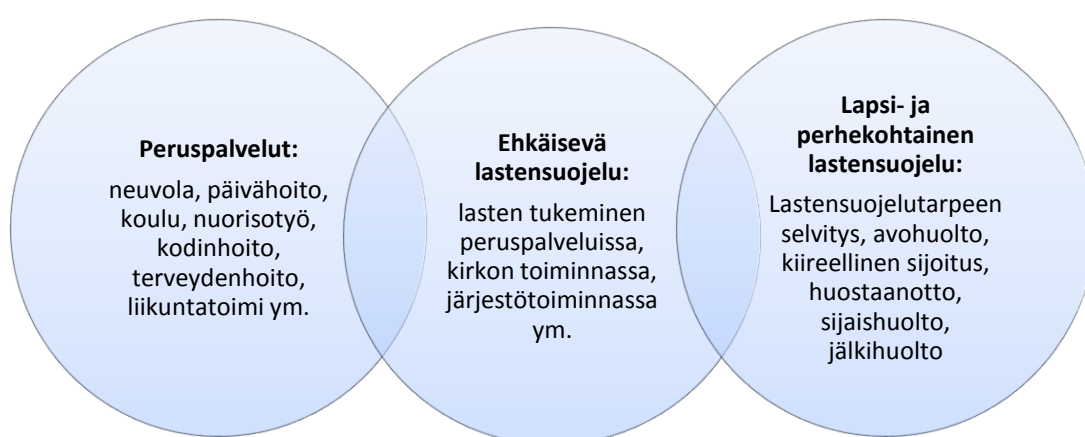 Peruspalvelut:
neuvola, päivähoito,
koulu, nuorisotyö,
kodinhoito,
terveydenhoito,
liikuntatoimi ym.
Ehkäisevä
lastensuojelu:
lasten tukeminen
peruspalveluissa,
kirkon toiminnassa,
järjestötoiminnassa
ym.
Lapsi- ja
perhekohtainen
lastensuojelu:
Lastensuojelutarpeen
selvitys, avohuolto,
kiireellinen sijoitus,
huostaanotto,
sijaishuolto,
jälkihuolto